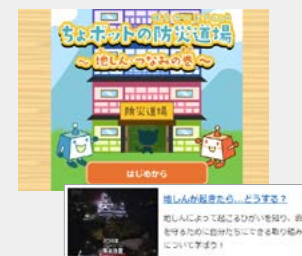 ちょボットの防災道場
～地しん・つなみの巻～
防災道場
はじめから
地しんが起きたら…どうする？
地しんによって起こるひがいを知り、自
を守るために自分たちにできる取り組み
について学ぼう！